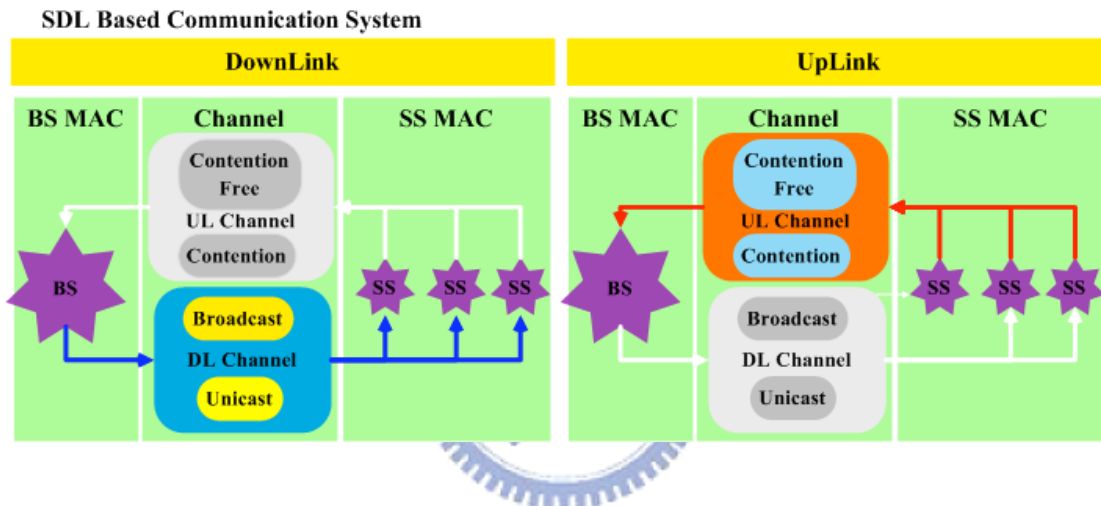 SDL Based Communication System
DownLink
BS MAC
Channel
SS MAC
Contention
Free
UL Channel
Contention
BS
SS
SS
SS
Broadcast
DL Channel
Unicast
UpLink
BS MAC
Channel
SS MAC
Contention
Free
UL Channel
Contention
BS
SS
SS
SS
Broadcast
DL Channel
Unicast